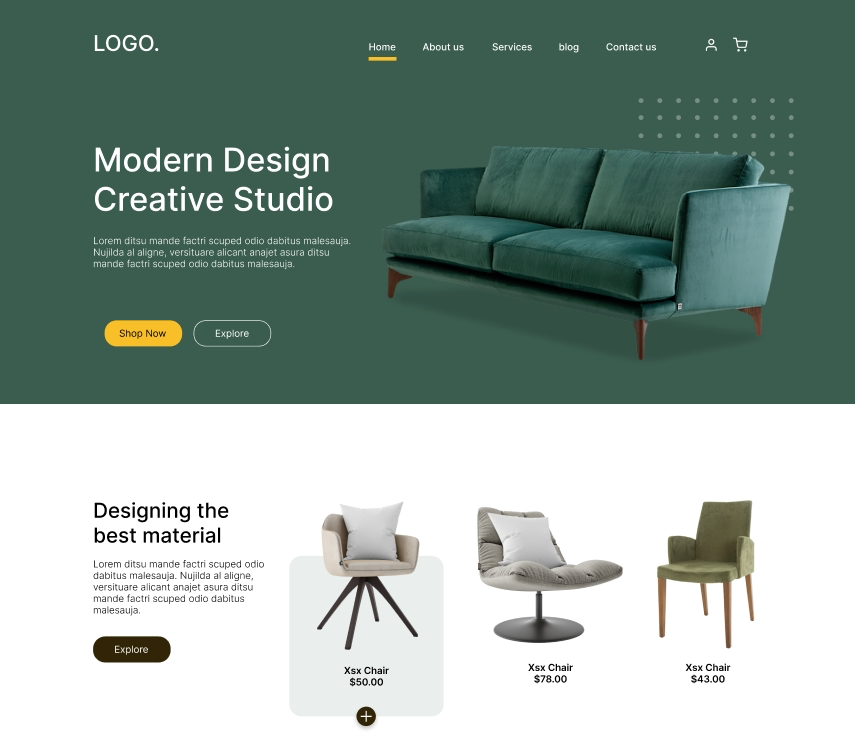 LOGO.
Home
About us
Services
blog
Contact us
Modern Design
Creative Studio
Lorem ditsu mande factri scuped odio dabitus malesauja.
Nujilda al aligne, versituare alicant anajet asura ditsu
mande factri scuped odio dabitus malesauja.
Shop Now
Explore
Designing the
best material
Lorem ditsu mande factri scuped odio
dabitus malesauja. Nujilda al aligne,
versituare alicant anajet asura ditsu
mande factri scuped odio dabitus
malesauja.
Explore
Xsx Chair
$50.00
Xsx Chair
$78.00
Xsx Chair
$43.00